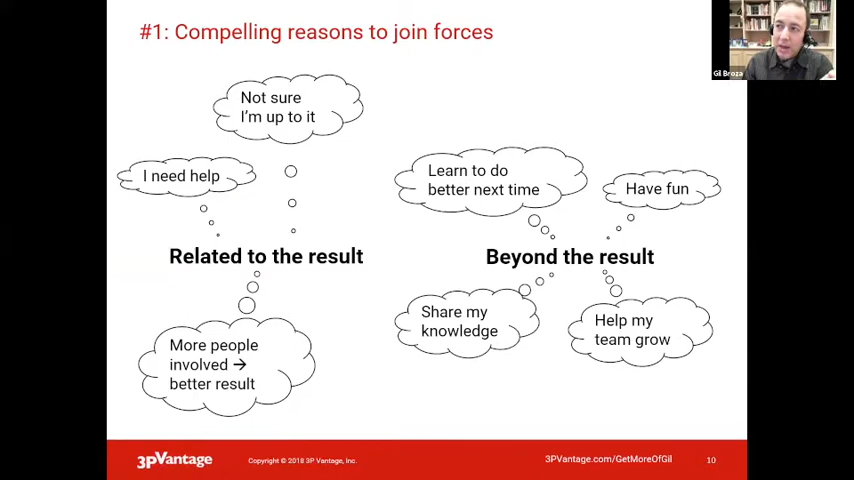 #1: Compelling reasons to join forces
Gil Broza
Not sure
I'm up to it
I need help
Related to the result
More people
involved →
better result
Learn to do
better next time
Have fun
Beyond the result
Share my
knowledge
Help my
team grow
3PVantage
Copyright © 2018 3P Vantage, Inc.
3PVantage.com/GetMoreOfGil
10